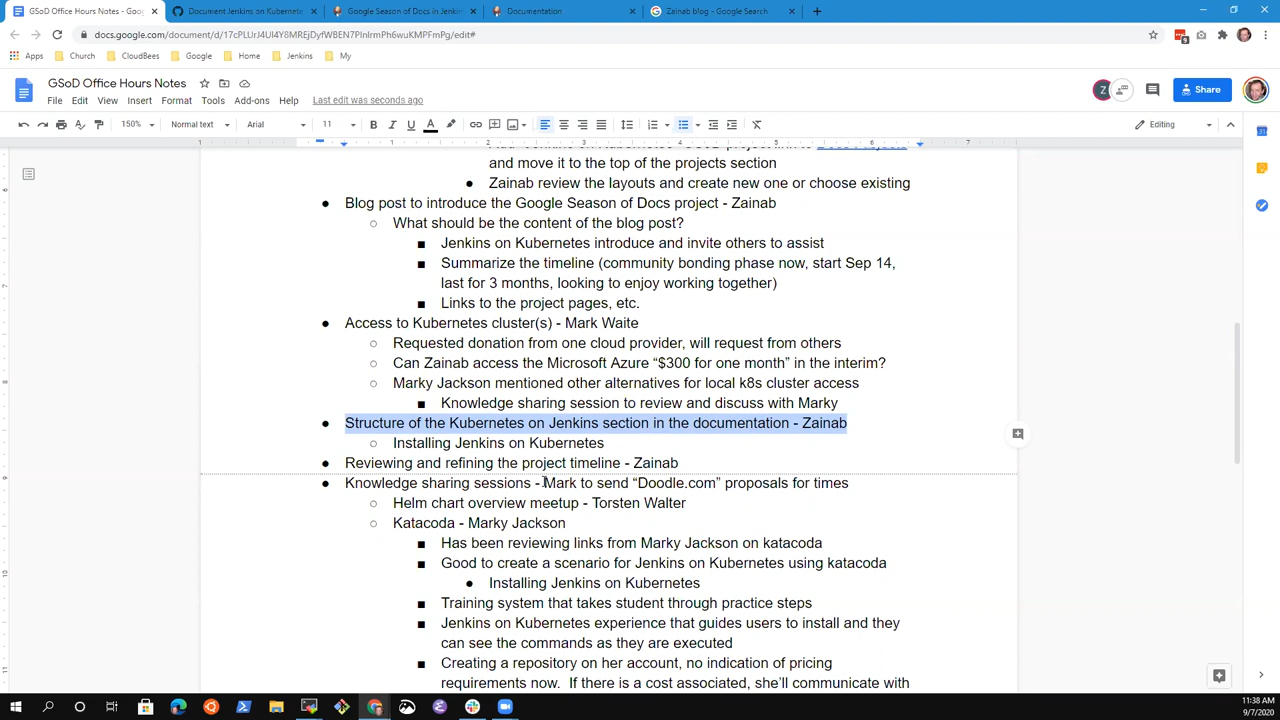 GSoD Office Hours Notes - Goog
Document Jenkins on Kubernete
Google Season of Docs in Jenkin
Documentation
Zainab blog - Google Search
docs.google.com/document/d/17cPLUrJ4UI4Y8MREjDyfWBEN7PInIrmPh6wuKMPFmPg/edit#
Apps Church CloudBees Google Home Jenkins My
GSoD Office Hours Notes
File Edit View Insert Format Tools Add-ons Help Last edit was seconds ago
Z
Share
150% Normal text Arial 11 B I U A Editing
and move it to the top of the projects section
● Zainab review the layouts and create new one or choose existing
● Blog post to introduce the Google Season of Docs project - Zainab
○ What should be the content of the blog post?
■ Jenkins on Kubernetes introduce and invite others to assist
■ Summarize the timeline (community bonding phase now, start Sep 14,
last for 3 months, looking to enjoy working together)
■ Links to the project pages, etc.
● Access to Kubernetes cluster(s) - Mark Waite
○ Requested donation from one cloud provider, will request from others
○ Can Zainab access the Microsoft Azure “$300 for one month” in the interim?
○ Marky Jackson mentioned other alternatives for local k8s cluster access
■ Knowledge sharing session to review and discuss with Marky
● Structure of the Kubernetes on Jenkins section in the documentation - Zainab
○ Installing Jenkins on Kubernetes
● Reviewing and refining the project timeline - Zainab
● Knowledge sharing sessions - Mark to send “Doodle.com” proposals for times
○ Helm chart overview meetup - Torsten Walter
○ Katacoda - Marky Jackson
■ Has been reviewing links from Marky Jackson on katacoda
■ Good to create a scenario for Jenkins on Kubernetes using katacoda
● Installing Jenkins on Kubernetes
■ Training system that takes student through practice steps
■ Jenkins on Kubernetes experience that guides users to install and they
can see the commands as they are executed
■ Creating a repository on her account, no indication of pricing
requirements now. If there is a cost associated, she’ll communicate with
11:38 AM
9/7/2020